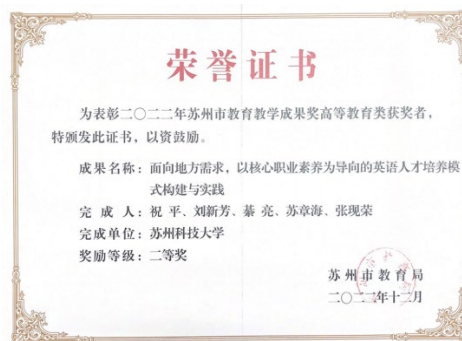 荣誉证书
为表彰二〇二二年苏州市教育教学成果奖高等教育类获奖者，
特颁发此证书，以资鼓励。
成果名称：面向地方需求，以核心职业素养为导向的英语人才培养模
式构建与实践
完 成 人：祝 平、刘新芳、綦 亮、苏章海、张现荣
完成单位：苏州科技大学
奖励等级：二等奖
苏州市教育局
二〇二二年十二月